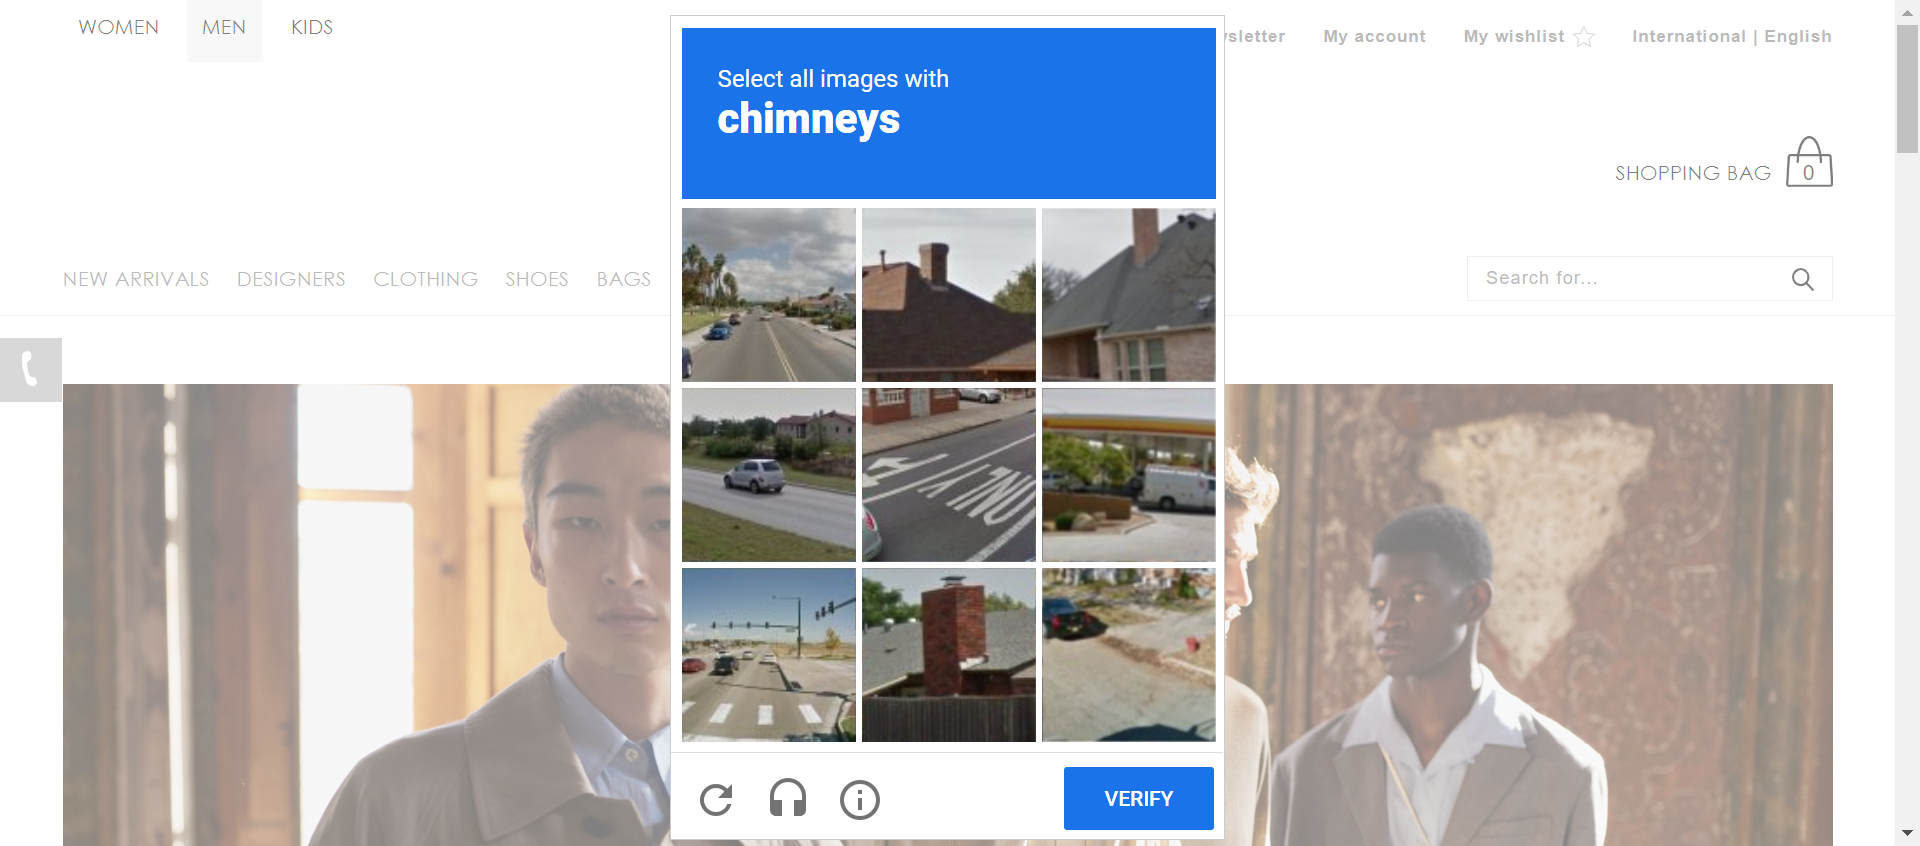 WOMEN
MEN
KIDS
sletter
My account
My wishlist
International | English
Select all images with
chimneys
SHOPPING BAG
0
NEW ARRIVALS
DESIGNERS
CLOTHING
SHOES
BAGS
Search for...
ONLY
VERIFY